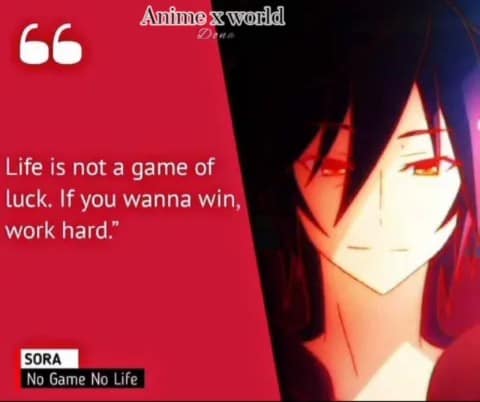 Anime x world
Dona
“
Life is not a game of
luck. If you wanna win,
work hard.”
SORA
No Game No Life